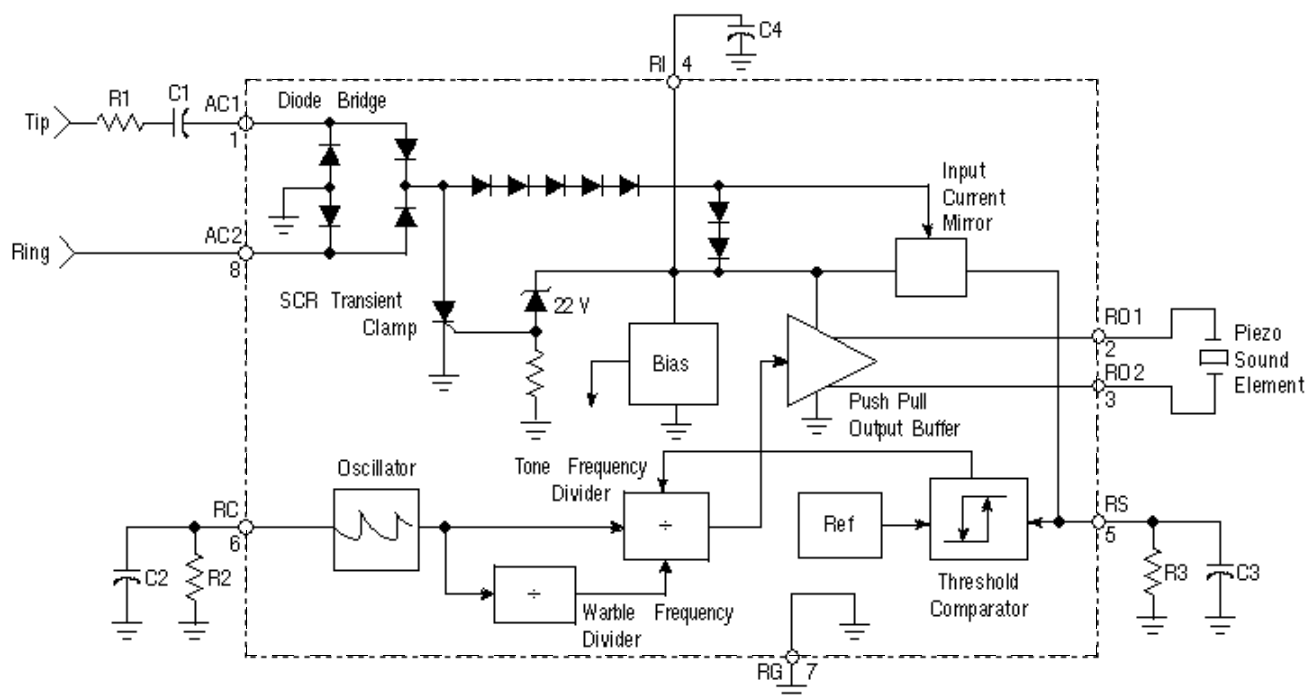 C4
RI 4
R1 C1 AC1 Diode Bridge
Tip
1
Input
Current
Mirror
AC2
Ring
8
SCR Transient
Clamp
22 V
RO1
2
Piezo
Sound
Element
Bias
RO2
3
Push Pull
Output Buffer
Oscillator
Tone Frequency
Divider
RC
6
÷
Ref
RS
5
C2
R2
÷
Warble Frequency
Divider
Threshold
Comparator
R3
C3
RG 7